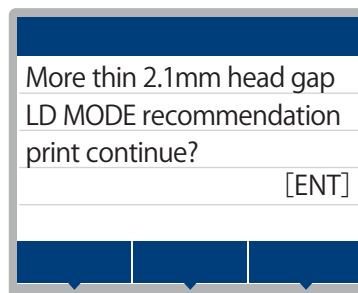 More thin 2.1mm head gap
LD MODE recommendation
print continue?
[ENT]